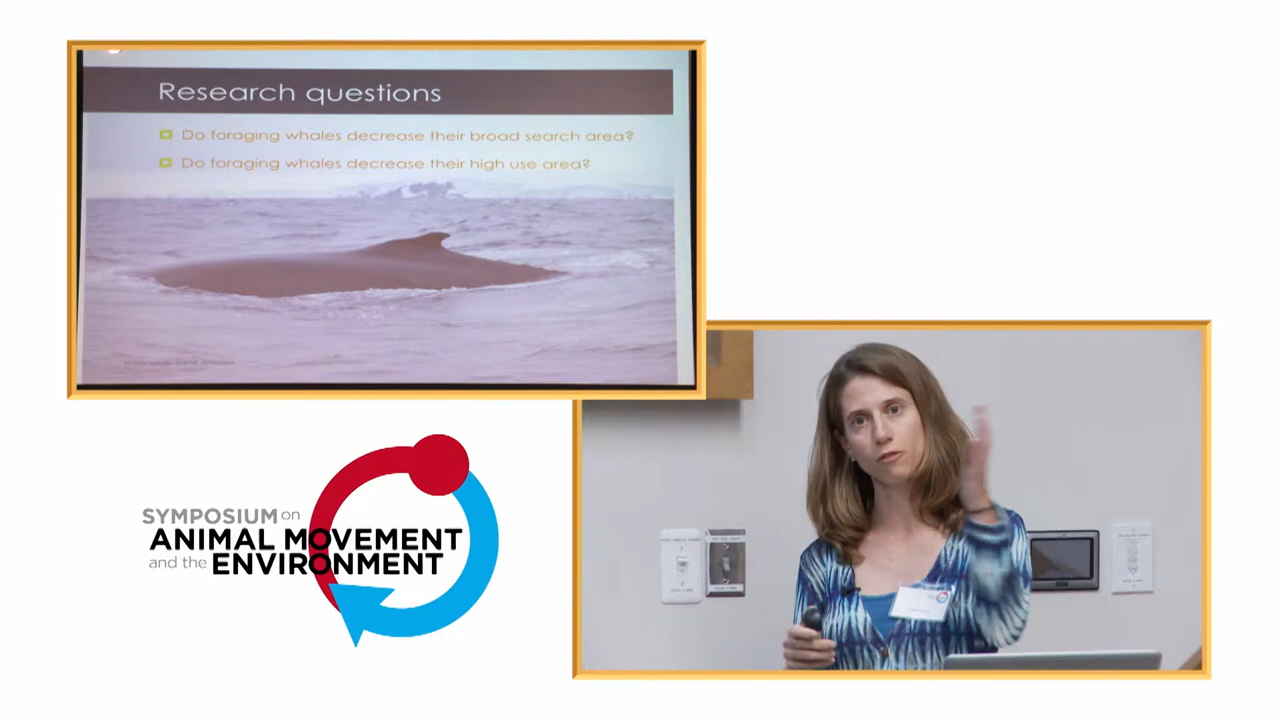 Research questions
Do foraging whales decrease their broad search area?
Do foraging whales decrease their high use area?
SYMPOSIUM on
ANIMAL MOVEMENT
and the ENVIRONMENT